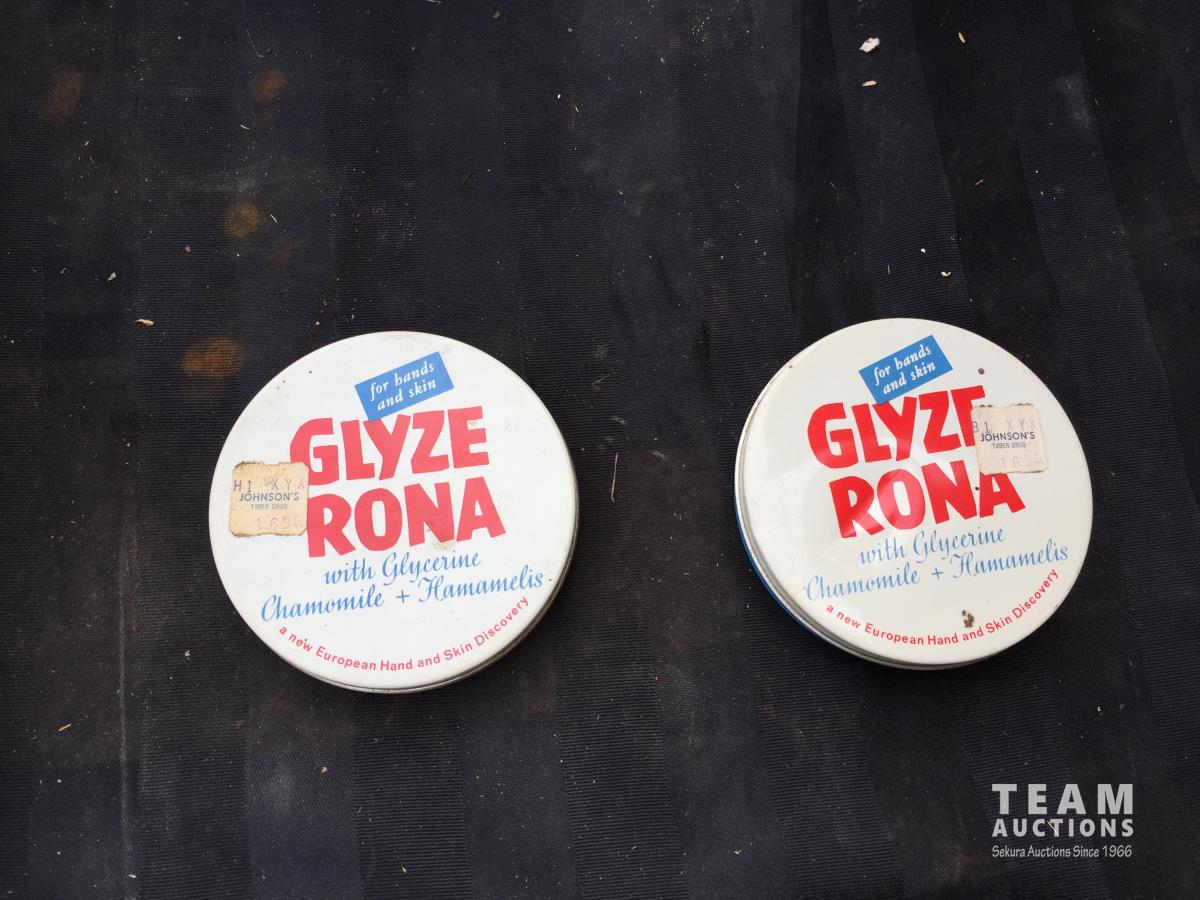 for hands
and skin
GLYZE
RONA
with Glycerine
Chamomile + Hamamelis
a new European Hand and Skin Discovery
H1 XYX
JOHNSON'S
TABER DRUG
for hands
and skin
GLYZE
RONA
with Glycerine
Chamomile + Hamamelis
a new European Hand and Skin Discovery
JOHNSON'S
TABER DRUG
TEAM
AUCTIONS
Sekura Auctions Since 1966